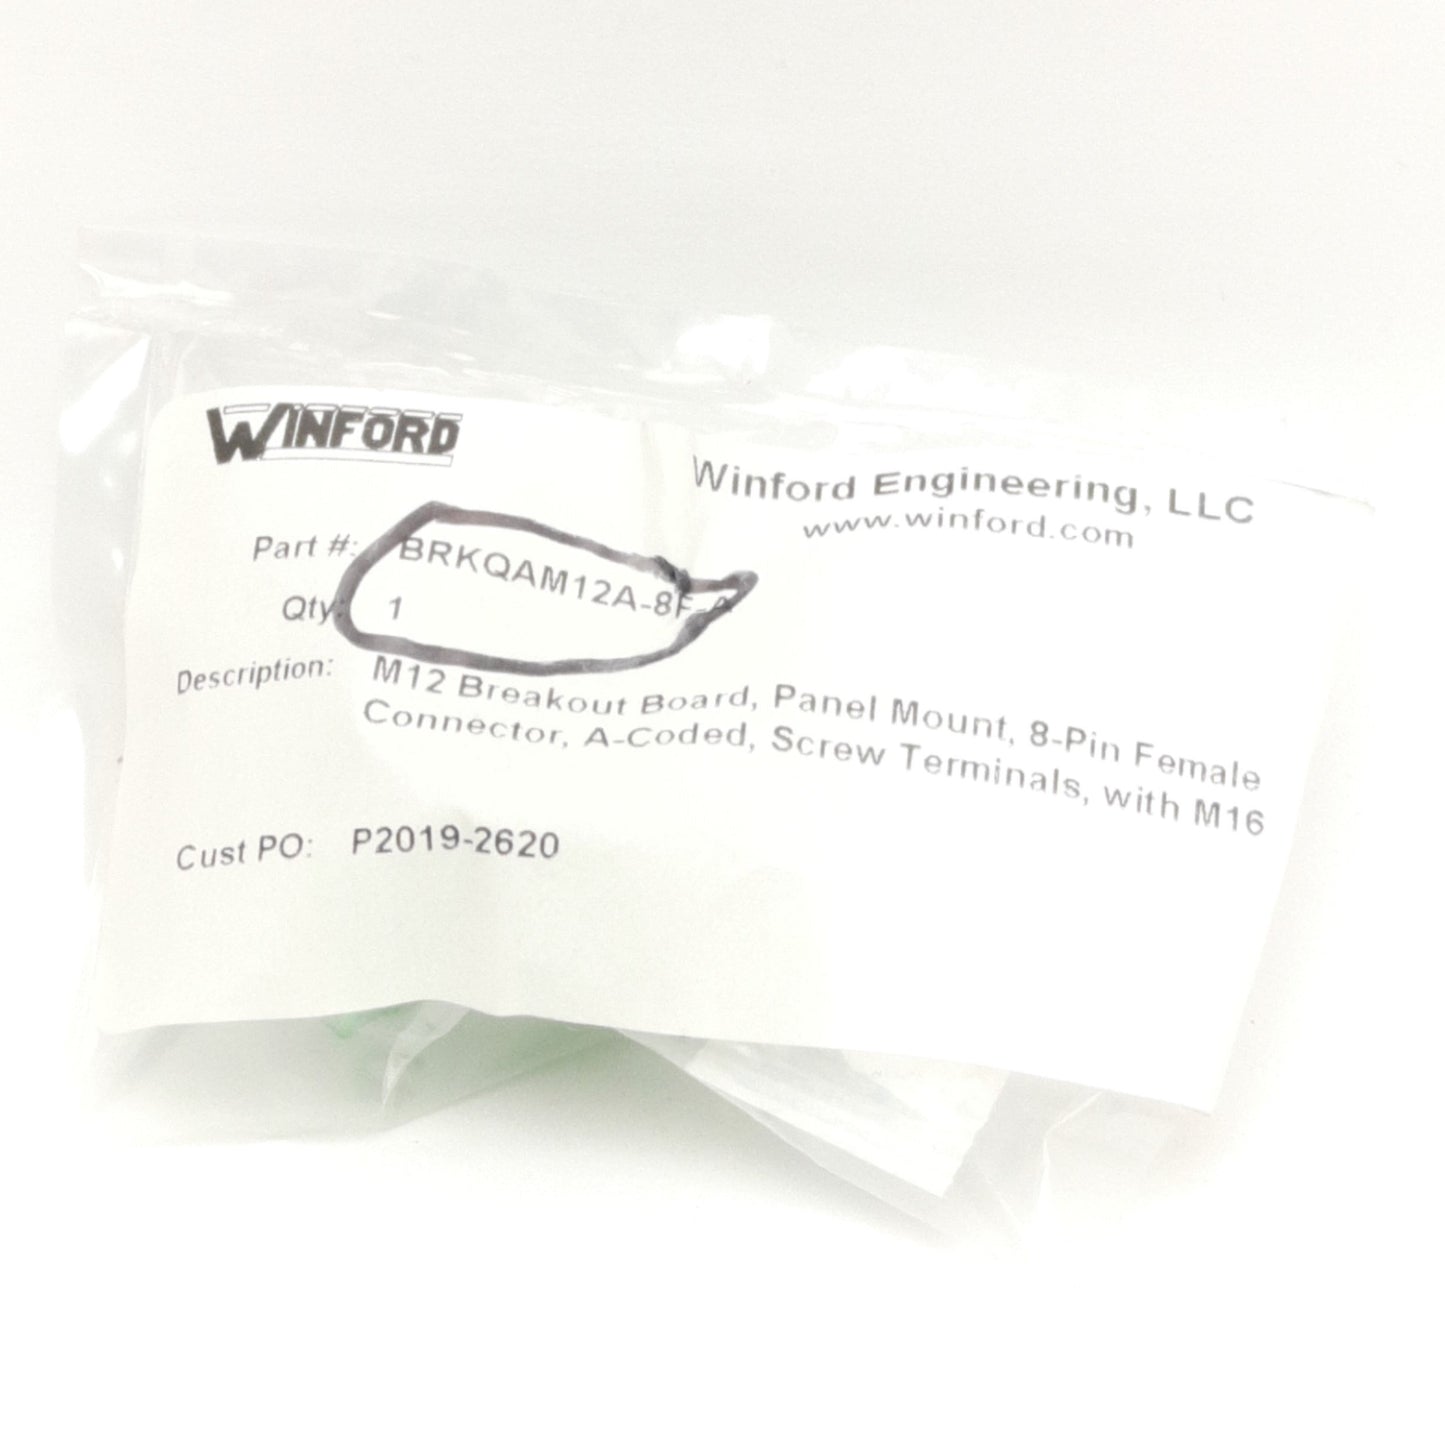 WINFORD
Winford Engineering, LLC
www.winford.com
Part #: BRKQAM12A-8F-A
Qty: 1
Description: M12 Breakout Board, Panel Mount, 8-Pin Female
Connector, A-Coded, Screw Terminals, with M16
Cust PO: P2019-2620